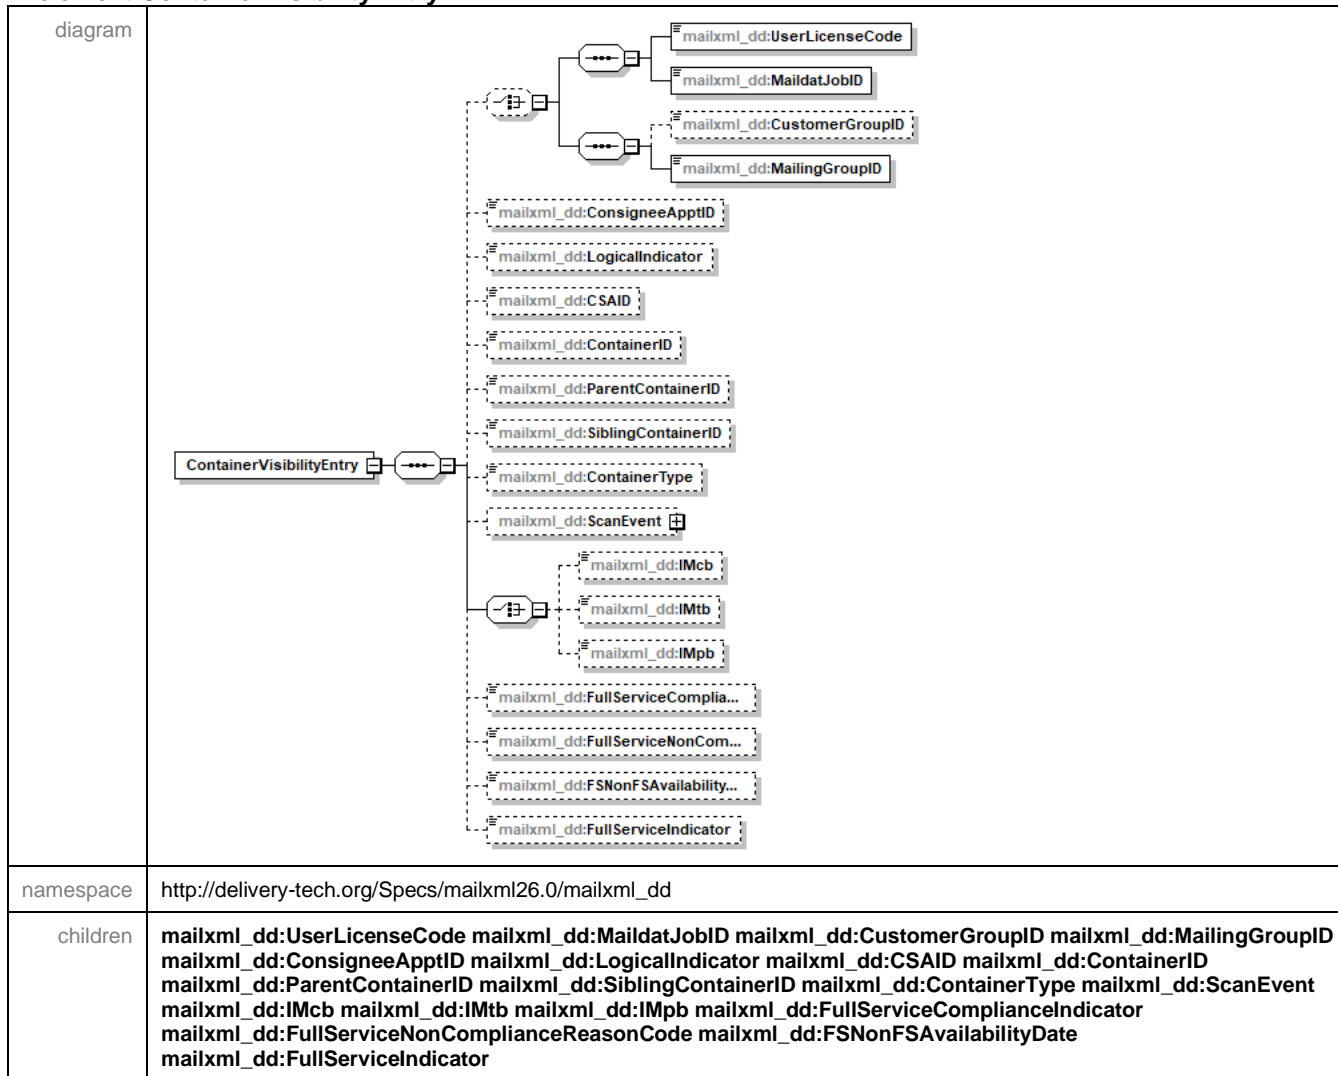 diagram
mailxml_dd:UserLicenseCode
mailxml_dd:MaildatJobID
mailxml_dd:CustomerGroupID
mailxml_dd:MailingGroupID
mailxml_dd:ConsigneeApptID
mailxml_dd:LogicalIndicator
mailxml_dd:CSAID
mailxml_dd:ContainerID
mailxml_dd:ParentContainerID
mailxml_dd:SiblingContainerID
ContainerVisibilityEntry
mailxml_dd:ContainerType
mailxml_dd:ScanEvent
mailxml_dd:IMcb
mailxml_dd:IMtb
mailxml_dd:IMpb
mailxml_dd:FullServiceComplia...
mailxml_dd:FullServiceNonCom...
mailxml_dd:FSNonFSAvailability...
mailxml_dd:FullServiceIndicator
namespace http://delivery-tech.org/Specs/mailxml26.0/mailxml_dd
children mailxml_dd:UserLicenseCode mailxml_dd:MaildatJobID mailxml_dd:CustomerGroupID mailxml_dd:MailingGroupID
mailxml_dd:ConsigneeApptID mailxml_dd:LogicalIndicator mailxml_dd:CSAID mailxml_dd:ContainerID
mailxml_dd:ParentContainerID mailxml_dd:SiblingContainerID mailxml_dd:ContainerType mailxml_dd:ScanEvent
mailxml_dd:IMcb mailxml_dd:IMtb mailxml_dd:IMpb mailxml_dd:FullServiceComplianceIndicator
mailxml_dd:FullServiceNonComplianceReasonCode mailxml_dd:FSNonFSAvailabilityDate
mailxml_dd:FullServiceIndicator